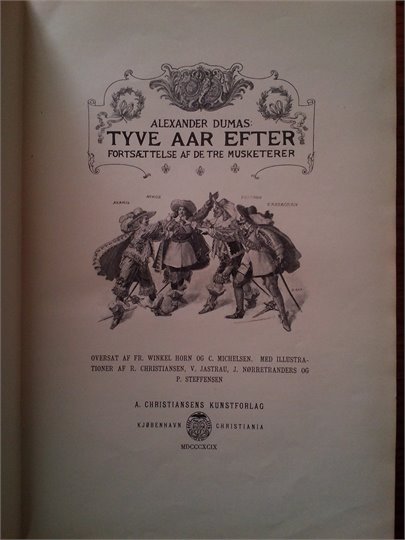 ALEXANDER DUMAS:
TYVE AAR EFTER
FORTSÆTTELSE AF DE TRE MUSKETERER
ARAMIS
ATHOS
PORTHOS
D'ARTAGNAN
OVERSAT AF FR. WINKEL HORN OG C. MICHELSEN. MED ILLUSTRA-
TIONER AF R. CHRISTIANSEN, V. JASTRAU, J. NØRRETRANDERS OG
P. STEFFENSEN
A. CHRISTIANSENS KUNSTFORLAG
KJØBENHAVN CHRISTIANIA
MDCCCXCIX